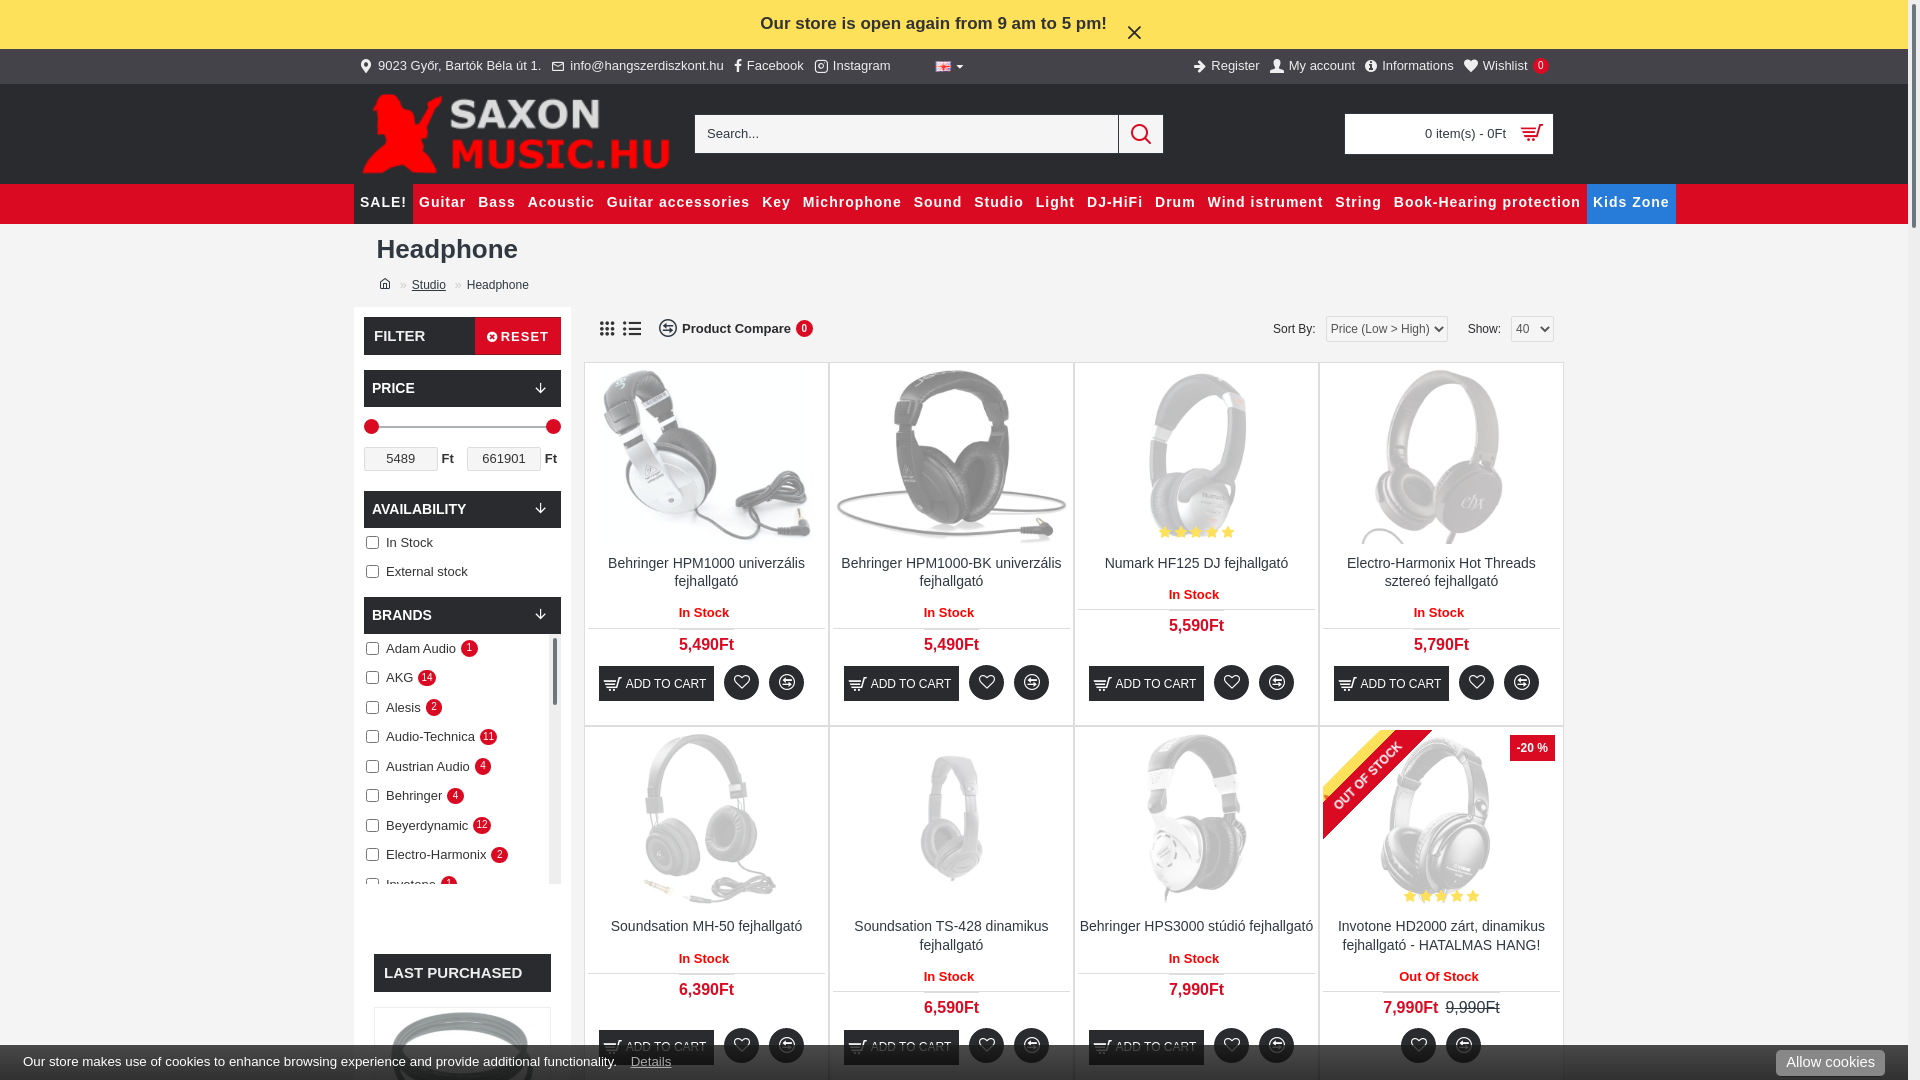 Our store is open again from 9 am to 5 pm!
9023 Győr, Bartók Béla út 1. info@hangszerdiszkont.hu Facebook Instagram Register My account Informations Wishlist 0
SAXON
MUSIC.HU
Search...
0 item(s) - 0Ft
SALE! Guitar Bass Acoustic Guitar accessories Key Michrophone Sound Studio Light DJ-HiFi Drum Wind istrument String Book-Hearing protection Kids Zone
Headphone
» Studio » Headphone
FILTER RESET
PRICE
5489 Ft 661901 Ft
AVAILABILITY
In Stock
External stock
BRANDS
Adam Audio 1
AKG 14
Alesis 2
Audio-Technica 11
Austrian Audio 4
Behringer 4
Beyerdynamic 12
Electro-Harmonix 2
Invotone 1
LAST PURCHASED
Product Compare 0
Sort By: Price (Low > High) Show: 40
Behringer HPM1000 univerzális
fejhallgató
In Stock
5,490Ft
ADD TO CART
Behringer HPM1000-BK univerzális
fejhallgató
In Stock
5,490Ft
ADD TO CART
Numark HF125 DJ fejhallgató
In Stock
5,590Ft
ADD TO CART
ehx
Electro-Harmonix Hot Threads
sztereó fejhallgató
In Stock
5,790Ft
ADD TO CART
Soundsation MH-50 fejhallgató
In Stock
6,390Ft
ADD TO CART
Soundsation TS-428 dinamikus
fejhallgató
In Stock
6,590Ft
ADD TO CART
Behringer HPS3000 stúdió fejhallgató
In Stock
7,990Ft
ADD TO CART
OUT OF STOCK
-20 %
Invotone HD2000 zárt, dinamikus
fejhallgató - HATALMAS HANG!
Out Of Stock
7,990Ft 9,990Ft
Our store makes use of cookies to enhance browsing experience and provide additional functionality. Details
Allow cookies